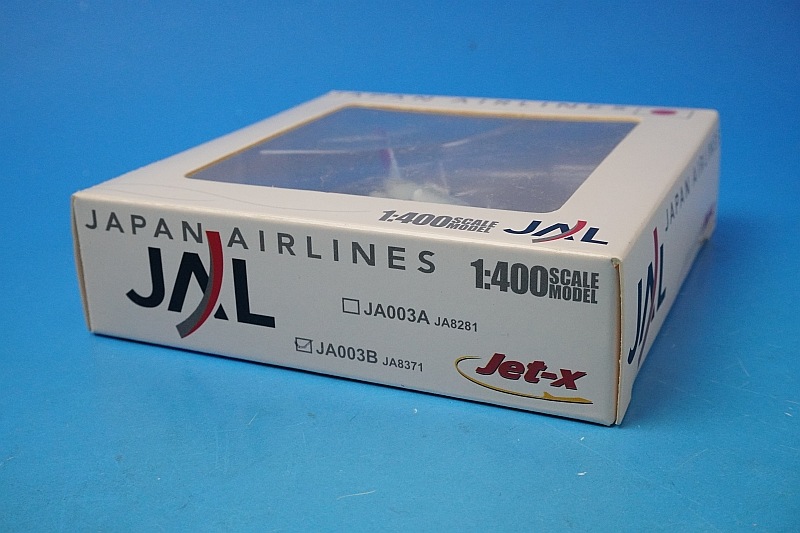 JAPAN AIRLINES
1:400 SCALE MODEL
JAL
JAPAN AIRLINES
JAL
1:400 SCALE MODEL
JA003A JA8281
JA003B JA8371
Jet-x
JAL
JAPAN AIRLINES